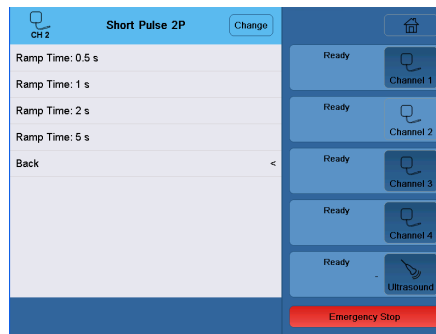 CH 2
Short Pulse 2P
Change
Ramp Time: 0.5 s
Ramp Time: 1 s
Ramp Time: 2 s
Ramp Time: 5 s
Back <
Ready
Channel 1
Ready
Channel 2
Ready
Channel 3
Ready
Channel 4
Ready
-
Ultrasound
Emergency Stop